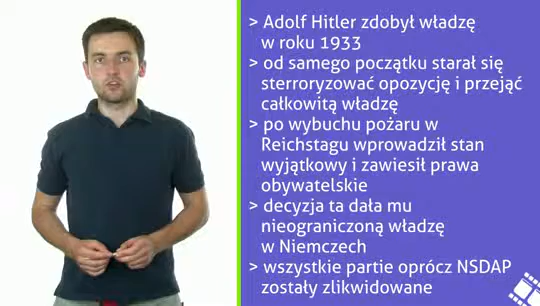 > Adolf Hitler zdobył władzę
w roku 1933
> od samego początku starał się
sterroryzować opozycję i przejąć
całkowitą władzę
> po wybuchu pożaru w
Reichstagu wprowadził stan
wyjątkowy i zawiesił prawa
obywatelskie
> decyzja ta dała mu
nieograniczoną władzę
w Niemczech
> wszystkie partie oprócz NSDAP
zostały zlikwidowane